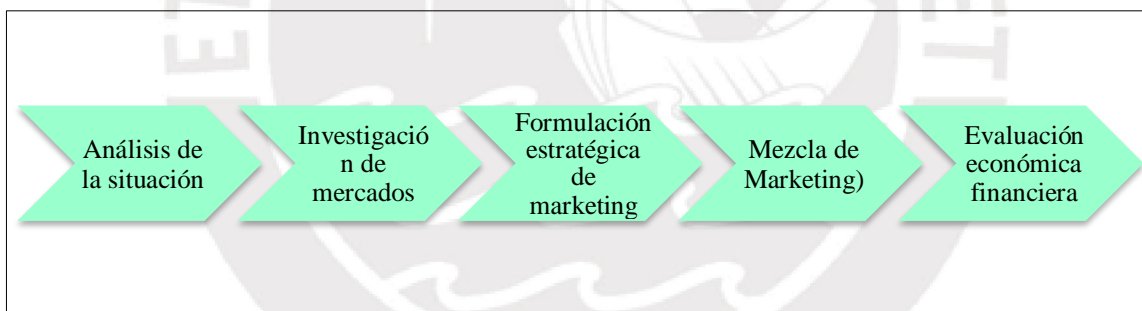 Análisis de
la situación
Investigació
n de
mercados
Formulación
estratégica
de
marketing
Mezcla de
Marketing)
Evaluación
económica
financiera